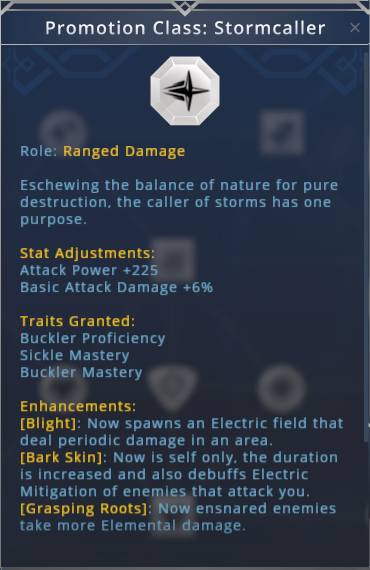 Promotion Class: Stormcaller
Role: Ranged Damage
Eschewing the balance of nature for pure
destruction, the caller of storms has one
purpose.
Stat Adjustments:
Attack Power +225
Basic Attack Damage +6%
Traits Granted:
Buckler Proficiency
Sickle Mastery
Buckler Mastery
Enhancements:
[Blight]: Now spawns an Electric field that
deal periodic damage in an area.
[Bark Skin]: Now is self only, the duration
is increased and also debuffs Electric
Mitigation of enemies that attack you.
[Grasping Roots]: Now ensnared enemies
take more Elemental damage.